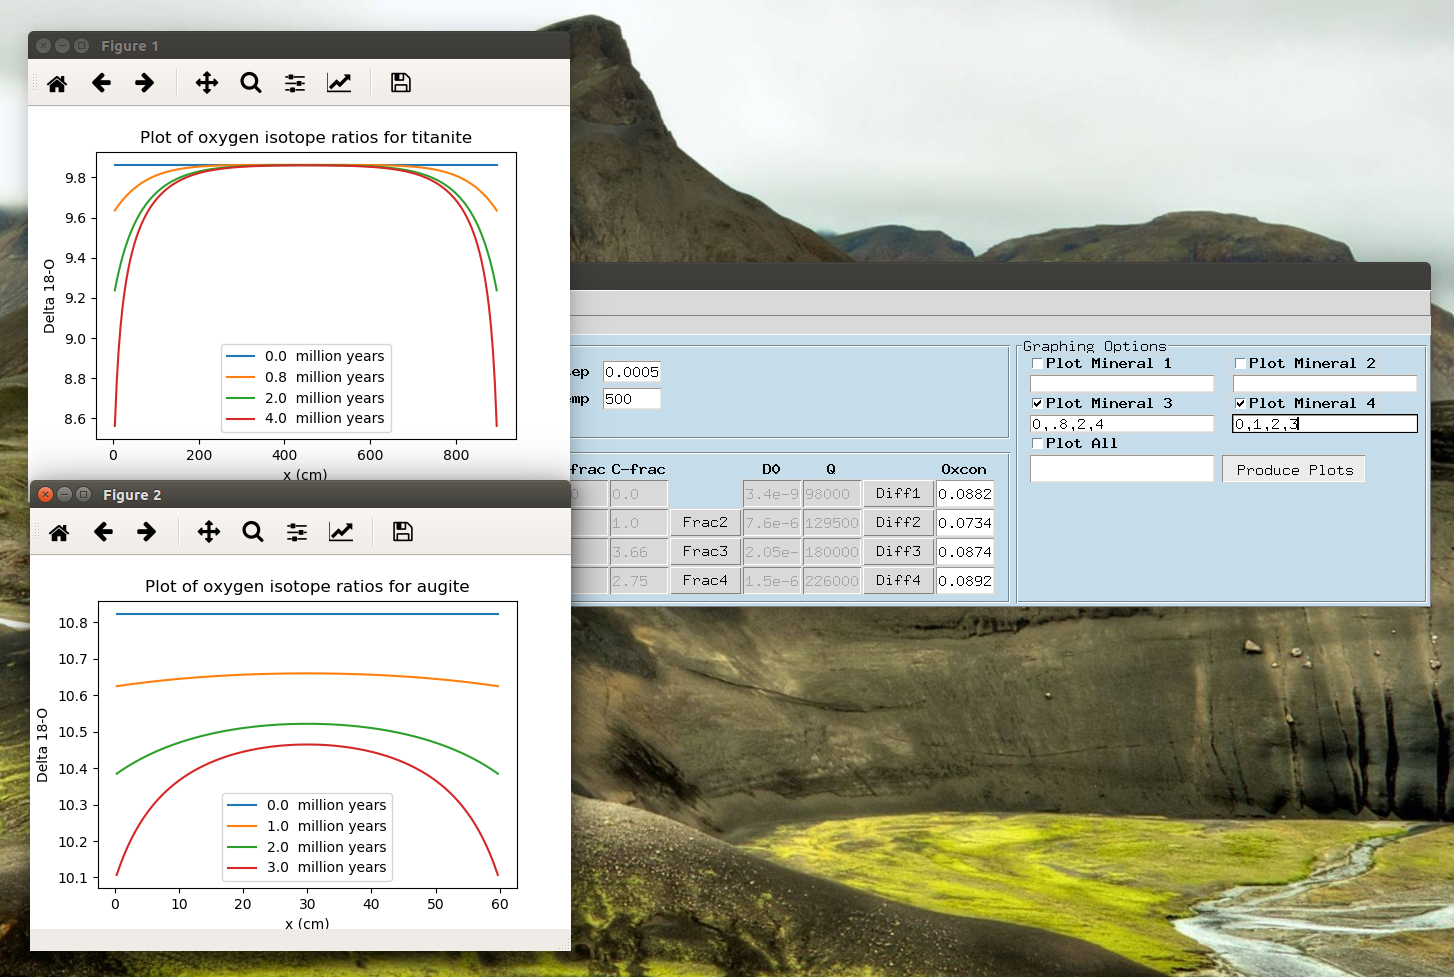 Figure 1
Plot of oxygen isotope ratios for titanite
9.8
9.6
9.4
9.2
9.0
8.8
8.6
Delta 18-O
0.0 million years
0.8 million years
2.0 million years
4.0 million years
0 200 400 600 800
x (cm)
Figure 2
Plot of oxygen isotope ratios for augite
10.8
10.7
10.6
10.5
10.4
10.3
10.2
10.1
Delta 18-O
0.0 million years
1.0 million years
2.0 million years
3.0 million years
0 10 20 30 40 50 60
x (cm)
0.0005
500
C-frac D0 Q Oxcon
0.0 3.4e-9 98000 Diff1 0.0882
1.0 Frac2 7.6e-6 129500 Diff2 0.0734
3.66 Frac3 2.05e- 180000 Diff3 0.0874
2.75 Frac4 1.5e-6 226000 Diff4 0.0892
Graphing Options
Plot Mineral 1 Plot Mineral 2
Plot Mineral 3 Plot Mineral 4
0,.8,2,4 0,1,2,3
Plot All
Produce Plots